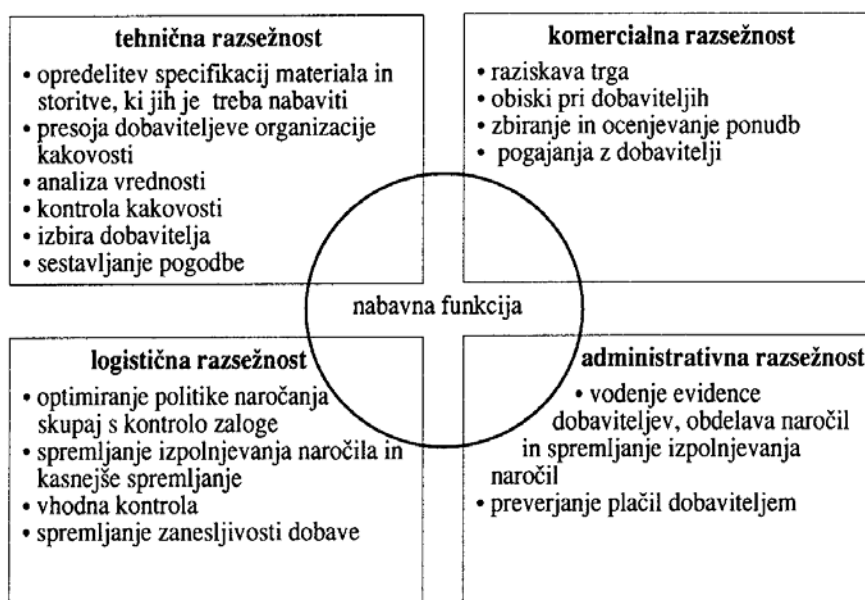 tehnična razsežnost
• opredelitev specifikacij materiala in
storitve, ki jih je treba nabaviti
• presoja dobaviteljeve organizacije
kakovosti
• analiza vrednosti
• kontrola kakovosti
• izbira dobavitelja
• sestavljanje pogodbe
komercialna razsežnost
• raziskava trga
• obiski pri dobaviteljih
• zbiranje in ocenjevanje ponudb
• pogajanja z dobavitelji
nabavna funkcija
logistična razsežnost
• optimiranje politike naročanja
skupaj s kontrolo zaloge
• spremljanje izpolnjevanja naročila in
kasnejše spremljanje
• vhodna kontrola
• spremljanje zanesljivosti dobave
administrativna razsežnost
• vodenje evidence
dobaviteljev, obdelava naročil
in spremljanje izpolnjevanja
naročil
• preverjanje plačil dobaviteljem